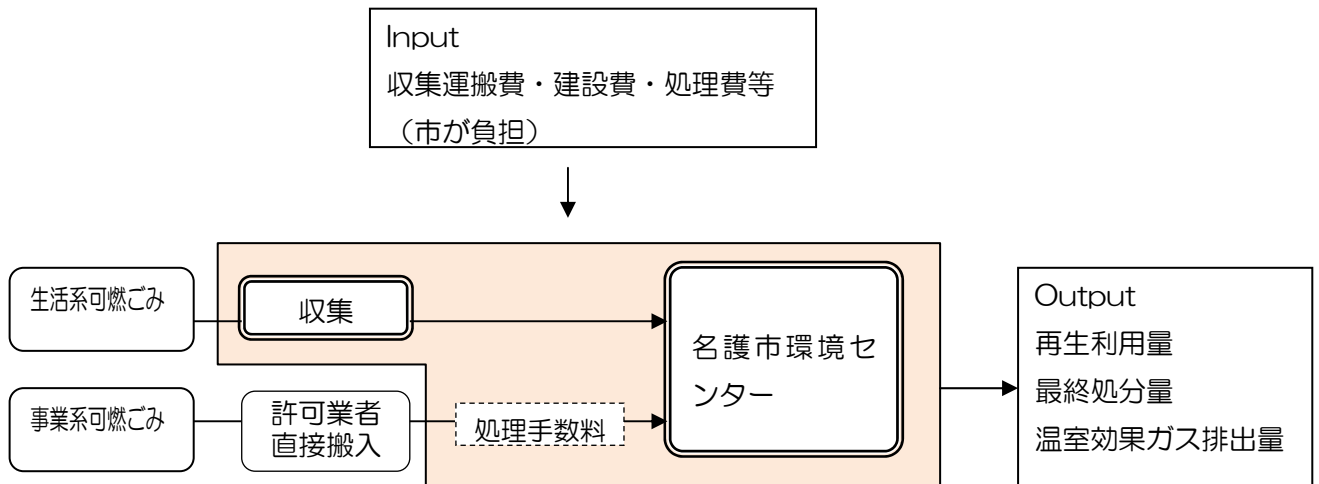 Input
収集運搬費・建設費・処理費等
（市が負担）
生活系可燃ごみ
収集
名護市環境セ
ンター
事業系可燃ごみ
許可業者
直接搬入
処理手数料
Output
再生利用量
最終処分量
温室効果ガス排出量